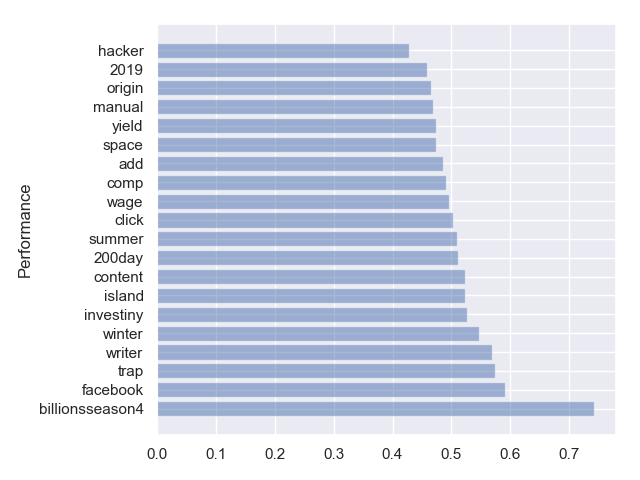 hacker
2019
origin
manual
yield
space
add
comp
wage
click
summer
200day
content
island
investiny
winter
writer
trap
facebook
billionsseason4
Performance
0.0 0.1 0.2 0.3 0.4 0.5 0.6 0.7